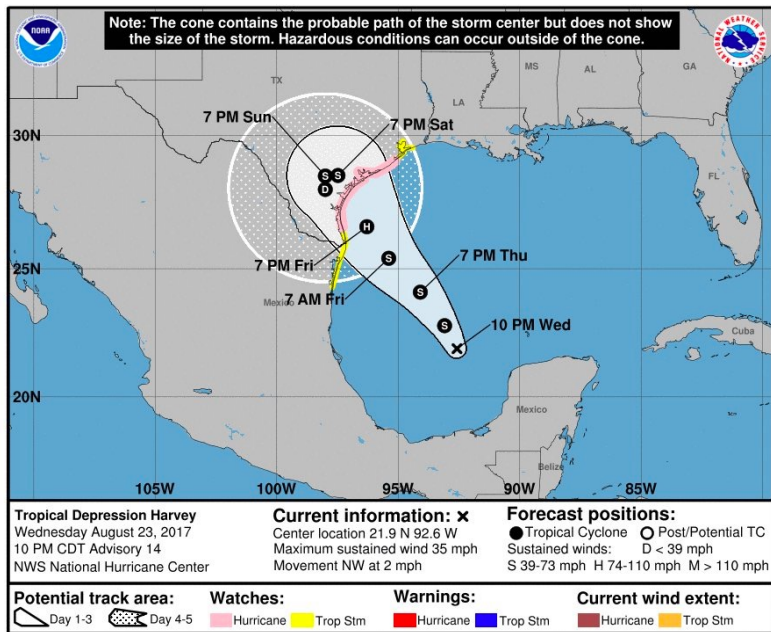 Note: The cone contains the probable path of the storm center but does not show
the size of the storm. Hazardous conditions can occur outside of the cone.
NOAA
NATIONAL WEATHER SERVICE
TX
MS
AL
GA
LA
FL
30N
25N
20N
7 PM Sun
7 PM Sat
S S
D
H
7 PM Fri
S
7 PM Thu
7 AM Fri
S
Mexico
S
10 PM Wed
Cuba
Mexico
Belize
105W
100W
95W
90W
85W
Tropical Depression Harvey
Wednesday August 23, 2017
10 PM CDT Advisory 14
NWS National Hurricane Center
Current information: ×
Center location 21.9 N 92.6 W
Maximum sustained wind 35 mph
Movement NW at 2 mph
Forecast positions:
● Tropical Cyclone ○ Post/Potential TC
Sustained winds: D < 39 mph
S 39-73 mph H 74-110 mph M > 110 mph
Potential track area:
Day 1-3 Day 4-5
Watches:
Hurricane Trop Stm
Warnings:
Hurricane Trop Stm
Current wind extent:
Hurricane Trop Stm